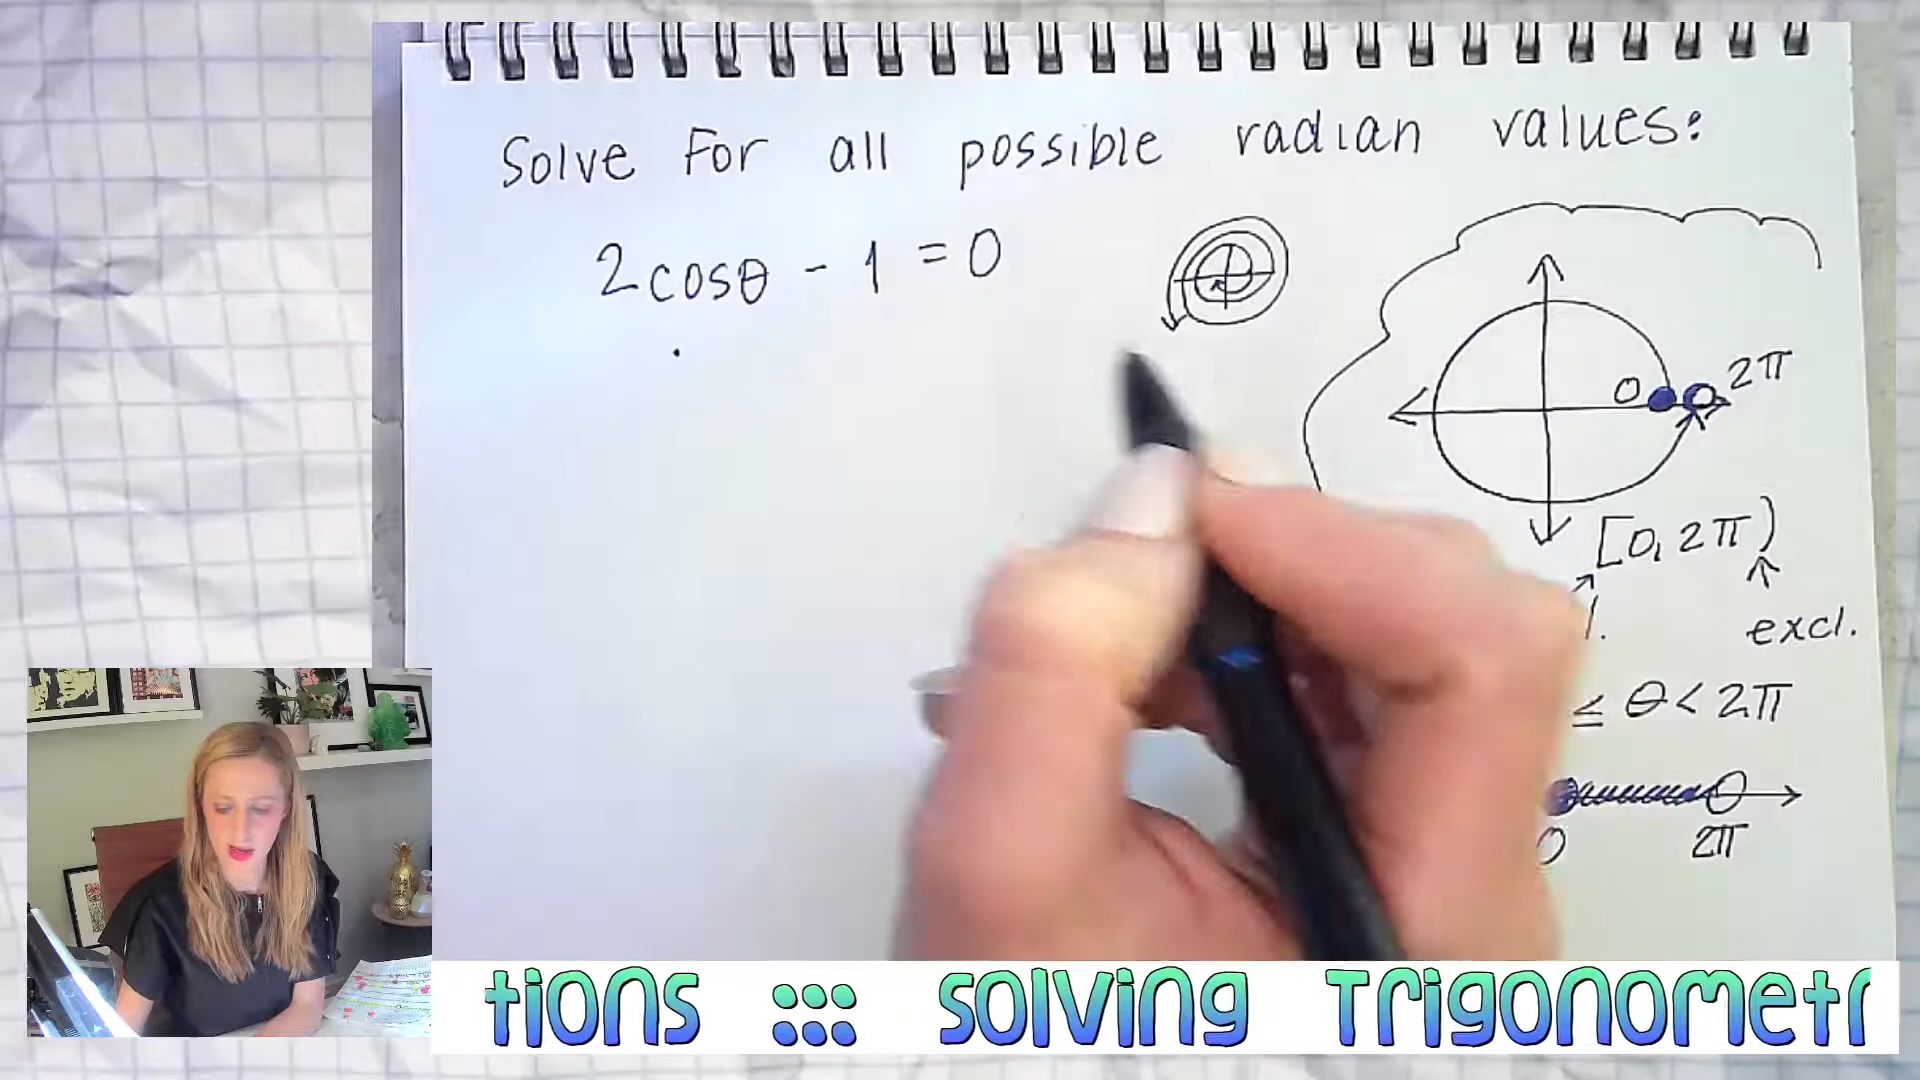 Solve For all possible radian values:
2cosθ - 1 = 0
0
2π
[0, 2π)
excl.
≤ θ < 2π
0
2π
tions ::: solving Trigonometr